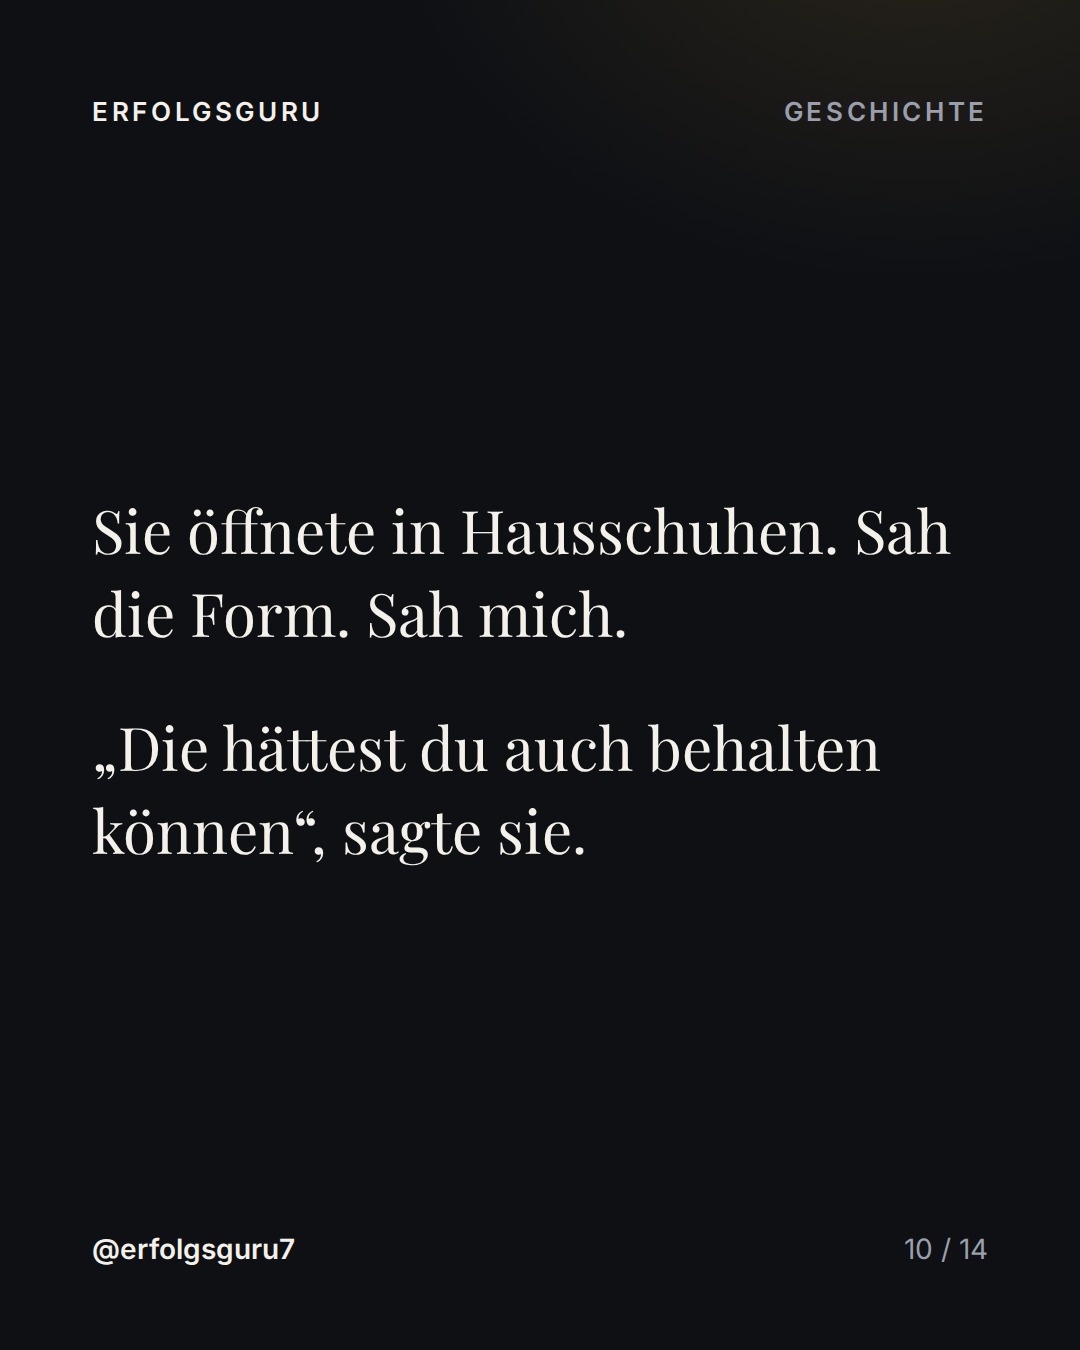 ERFOLGSGURU
GESCHICHTE
Sie öffnete in Hausschuhen. Sah
die Form. Sah mich.
„Die hättest du auch behalten
können“, sagte sie.
@erfolgsguru7
10 / 14